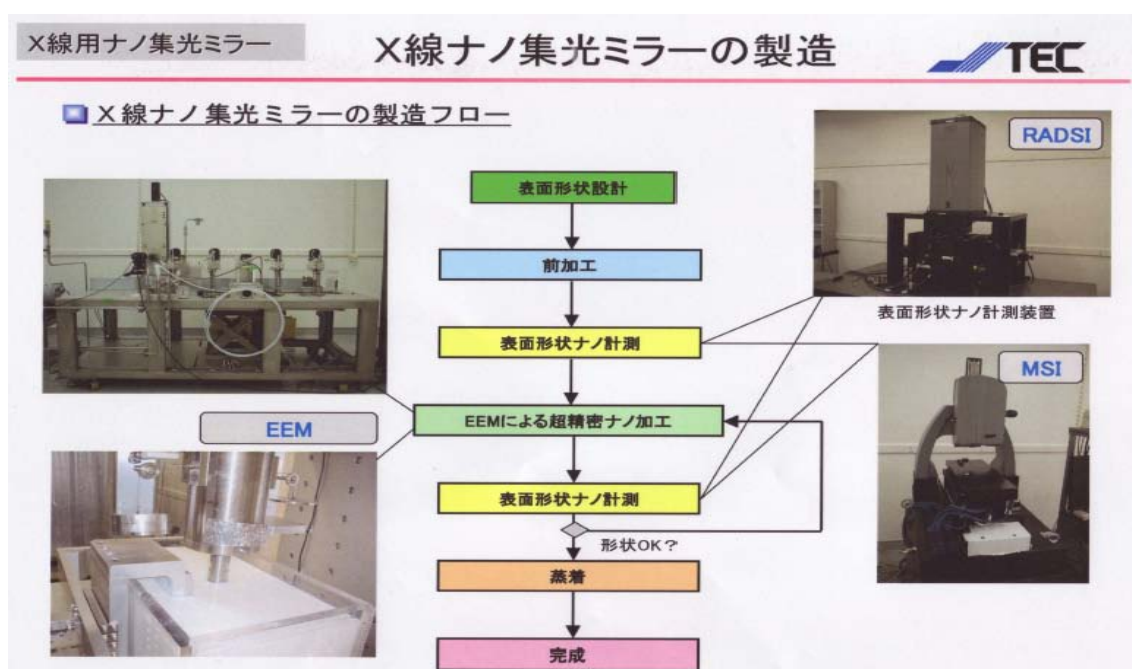 X線用ナノ集光ミラー
X線ナノ集光ミラーの製造
JTEC
X線ナノ集光ミラーの製造フロー
RADSI
表面形状設計
前加工
表面形状ナノ計測装置
表面形状ナノ計測
MSI
EEMによる超精密ナノ加工
EEM
表面形状ナノ計測
形状OK?
蒸着
完成